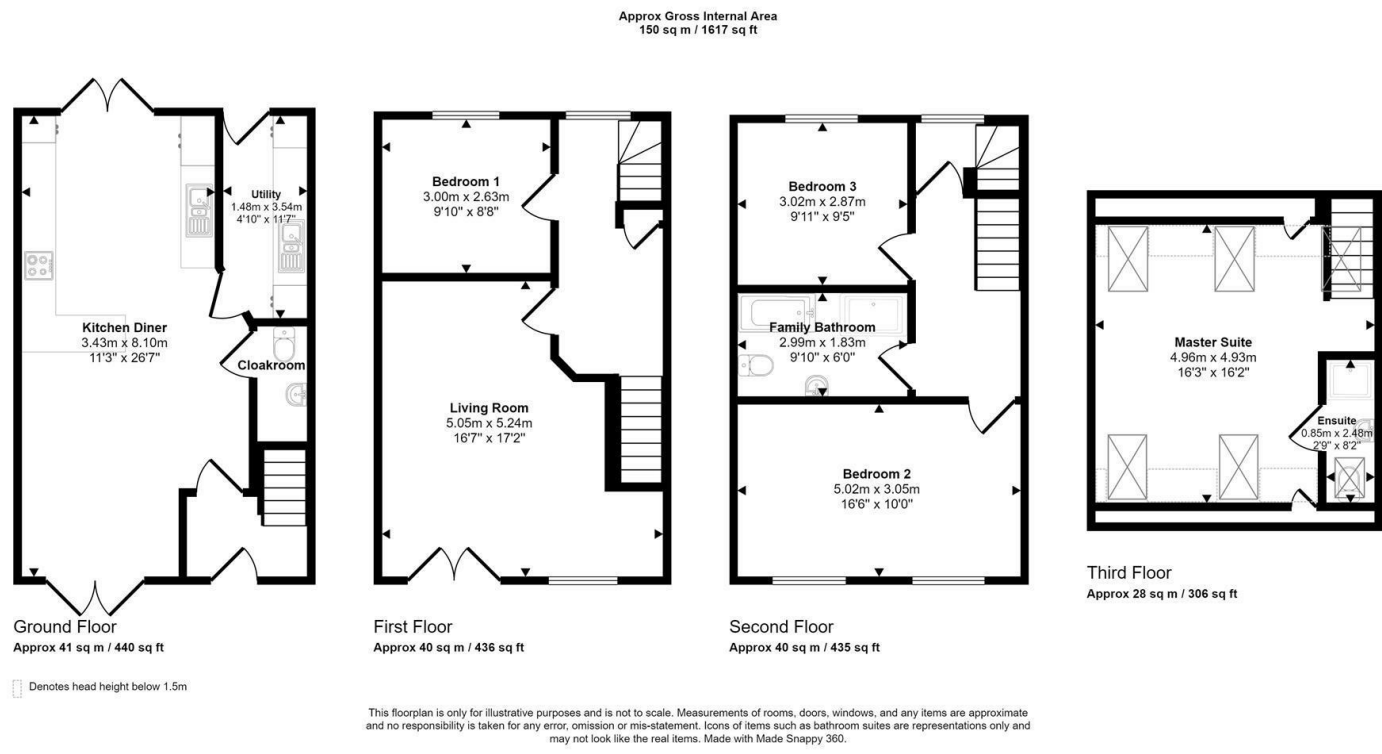 Approx Gross Internal Area
150 sq m / 1617 sq ft
Utility
1.48m x 3.54m
4'10" x 11'7"
Kitchen Diner
3.43m x 8.10m
11'3" x 26'7"
Cloakroom
Ground Floor
Approx 41 sq m / 440 sq ft
Denotes head height below 1.5m
Bedroom 1
3.00m x 2.63m
9'10" x 8'8"
Living Room
5.05m x 5.24m
16'7" x 17'2"
First Floor
Approx 40 sq m / 436 sq ft
Bedroom 3
3.02m x 2.87m
9'11" x 9'5"
Family Bathroom
2.99m x 1.83m
9'10" x 6'0"
Bedroom 2
5.02m x 3.05m
16'6" x 10'0"
Second Floor
Approx 40 sq m / 435 sq ft
Master Suite
4.96m x 4.93m
16'3" x 16'2"
Ensuite
0.85m x 2.48m
2'9" x 8'2"
Third Floor
Approx 28 sq m / 306 sq ft
This floorplan is only for illustrative purposes and is not to scale. Measurements of rooms, doors, windows, and any items are approximate
and no responsibility is taken for any error, omission or mis-statement. Icons of items such as bathroom suites are representations only and
may not look like the real items. Made with Made Snappy 360.